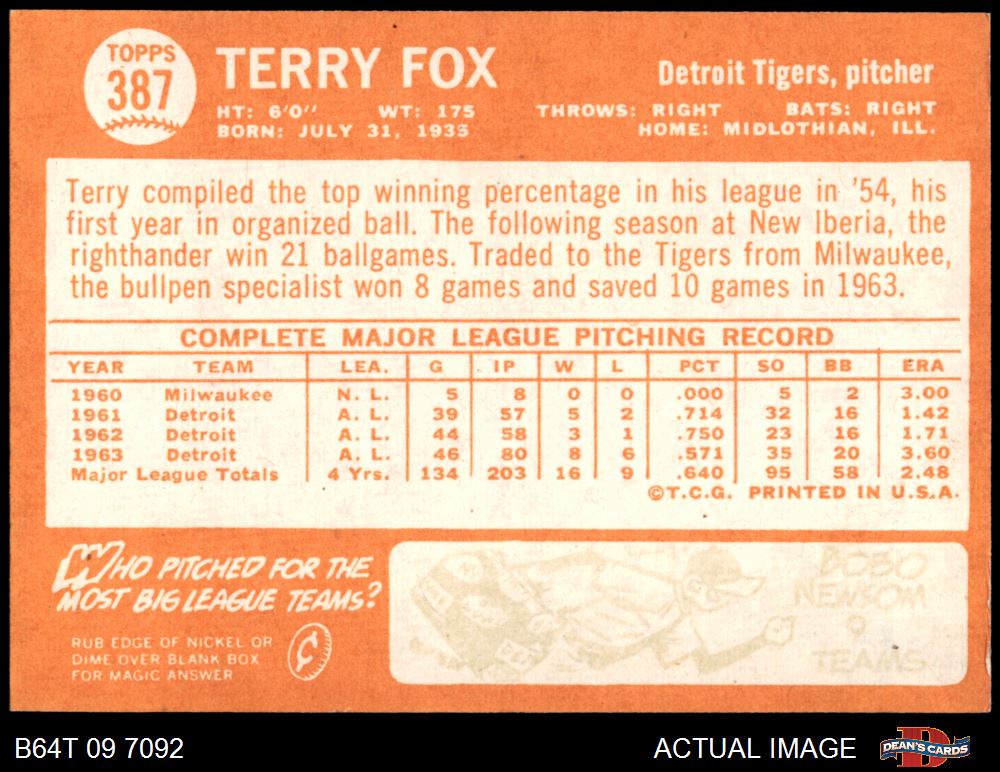 TOPPS
387
TERRY FOX
Detroit Tigers, pitcher
HT: 6'0" WT: 175 THROWS: RIGHT BATS: RIGHT
BORN: JULY 31, 1935 HOME: MIDLOTHIAN, ILL.
Terry compiled the top winning percentage in his league in '54, his
first year in organized ball. The following season at New Iberia, the
righthander win 21 ballgames. Traded to the Tigers from Milwaukee,
the bullpen specialist won 8 games and saved 10 games in 1963.
COMPLETE MAJOR LEAGUE PITCHING RECORD
YEAR TEAM LEA. G IP W L PCT SO BB ERA
1960 Milwaukee N. L. 5 8 0 0 .000 5 2 3.00
1961 Detroit A. L. 39 57 5 2 .714 32 16 1.42
1962 Detroit A. L. 44 58 3 1 .750 23 16 1.71
1963 Detroit A. L. 46 80 8 6 .571 35 20 3.60
Major League Totals 4 Yrs. 134 203 16 9 .640 95 58 2.48
©T.C.G. PRINTED IN U.S.A.
WHO PITCHED FOR THE
MOST BIG LEAGUE TEAMS?
RUB EDGE OF NICKEL OR
DIME OVER BLANK BOX
FOR MAGIC ANSWER
BOBO
NEWSOM
9
TEAMS
B64T 09 7092
ACTUAL IMAGE
DEAN'S CARDS